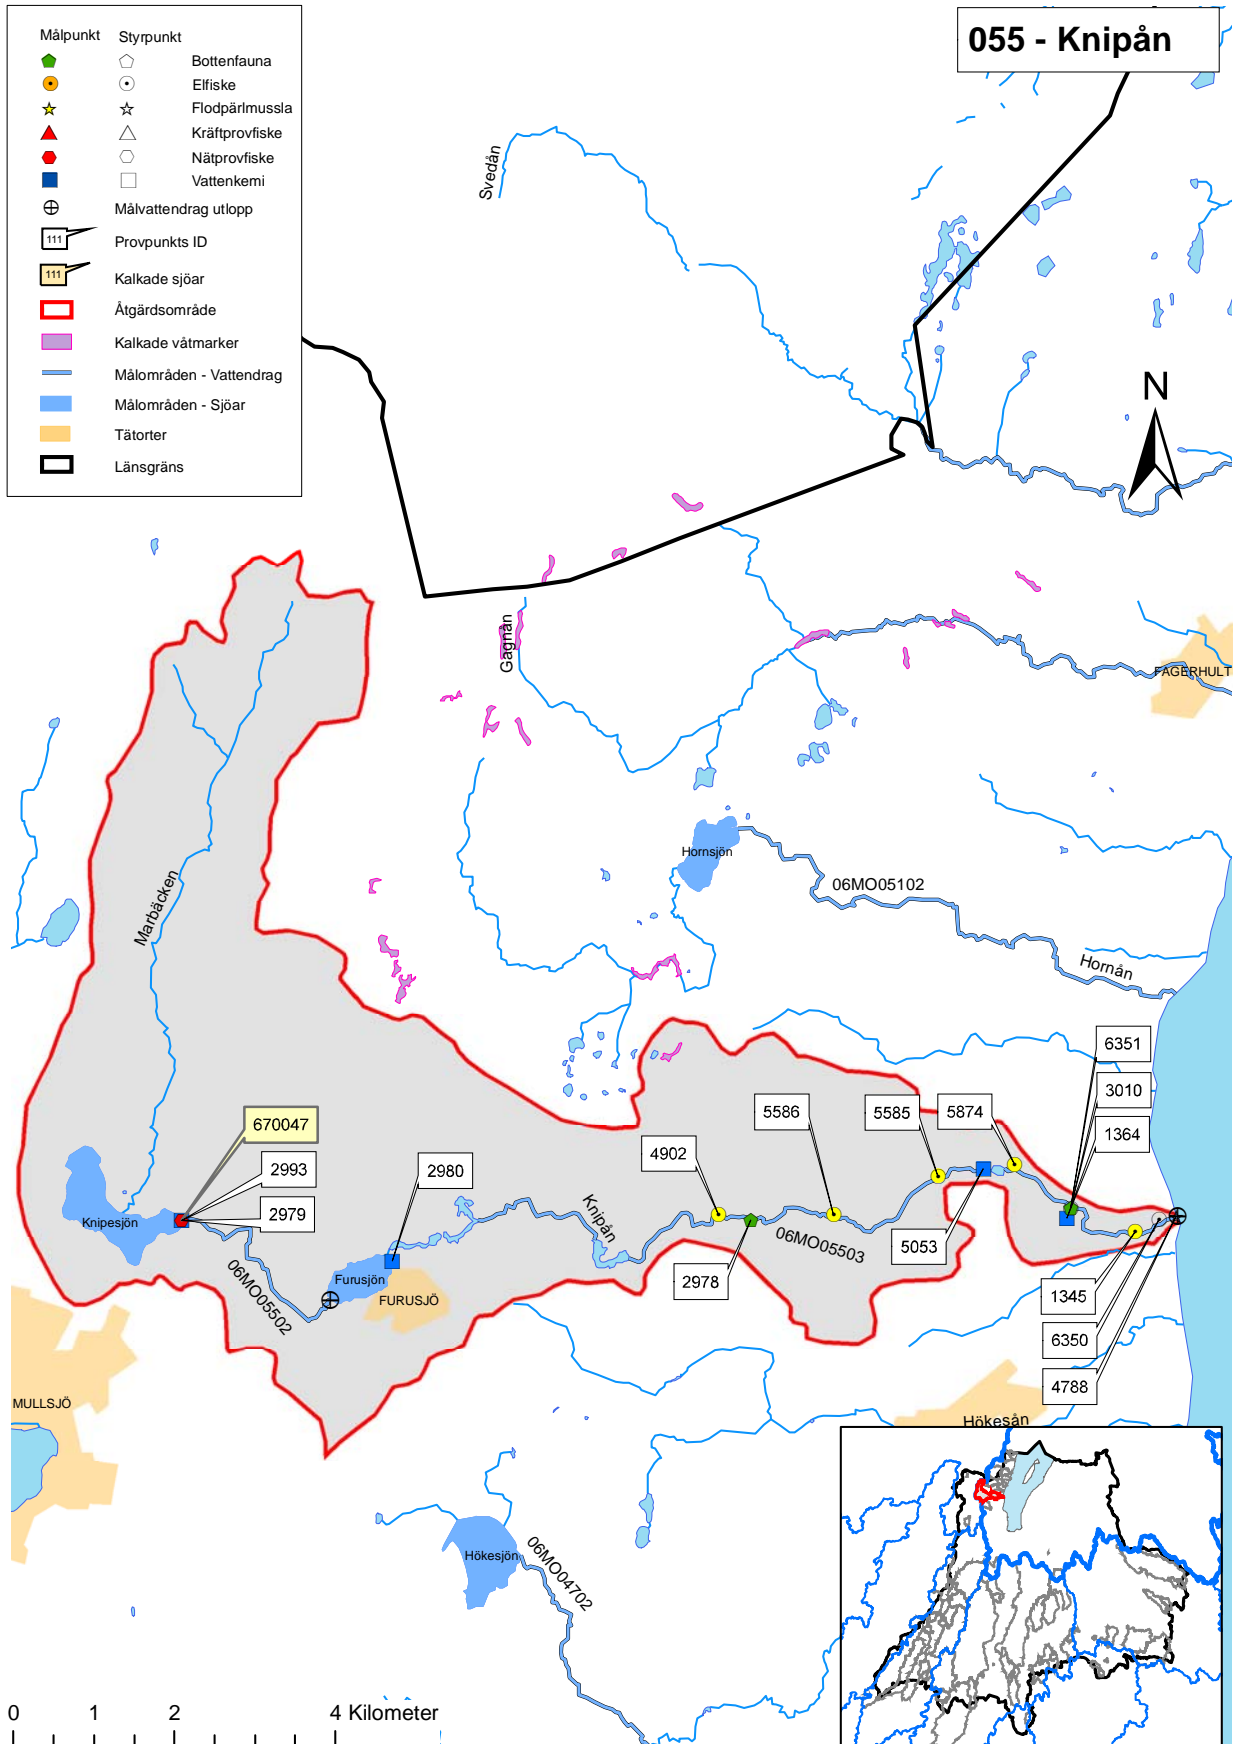 055 - Knipån
Målpunkt Styrpunkt
Bottenfauna
Elfiske
Flodpärlmussla
Kräftprovfiske
Nätprovfiske
Vattenkemi
Målvattendrag utlopp
111 Provpunkts ID
111 Kalkade sjöar
Åtgärdsområde
Kalkade våtmarker
Målområden - Vattendrag
Målområden - Sjöar
Tätorter
Länsgräns
Svedån
N
Gagnån
FAGERHULT
Hornsjön
06MO05102
Marbäcken
Hornån
6351
3010
1364
670047
5586
5585
5874
4902
2993
2980
2979
Knipesjön
Knipån
06MO05503
5053
06MO05502
Furusjön
FURUSJÖ
2978
1345
6350
4788
MULLSJÖ
Hökesån
Hökesjön
06MO04702
0 1 2 4 Kilometer